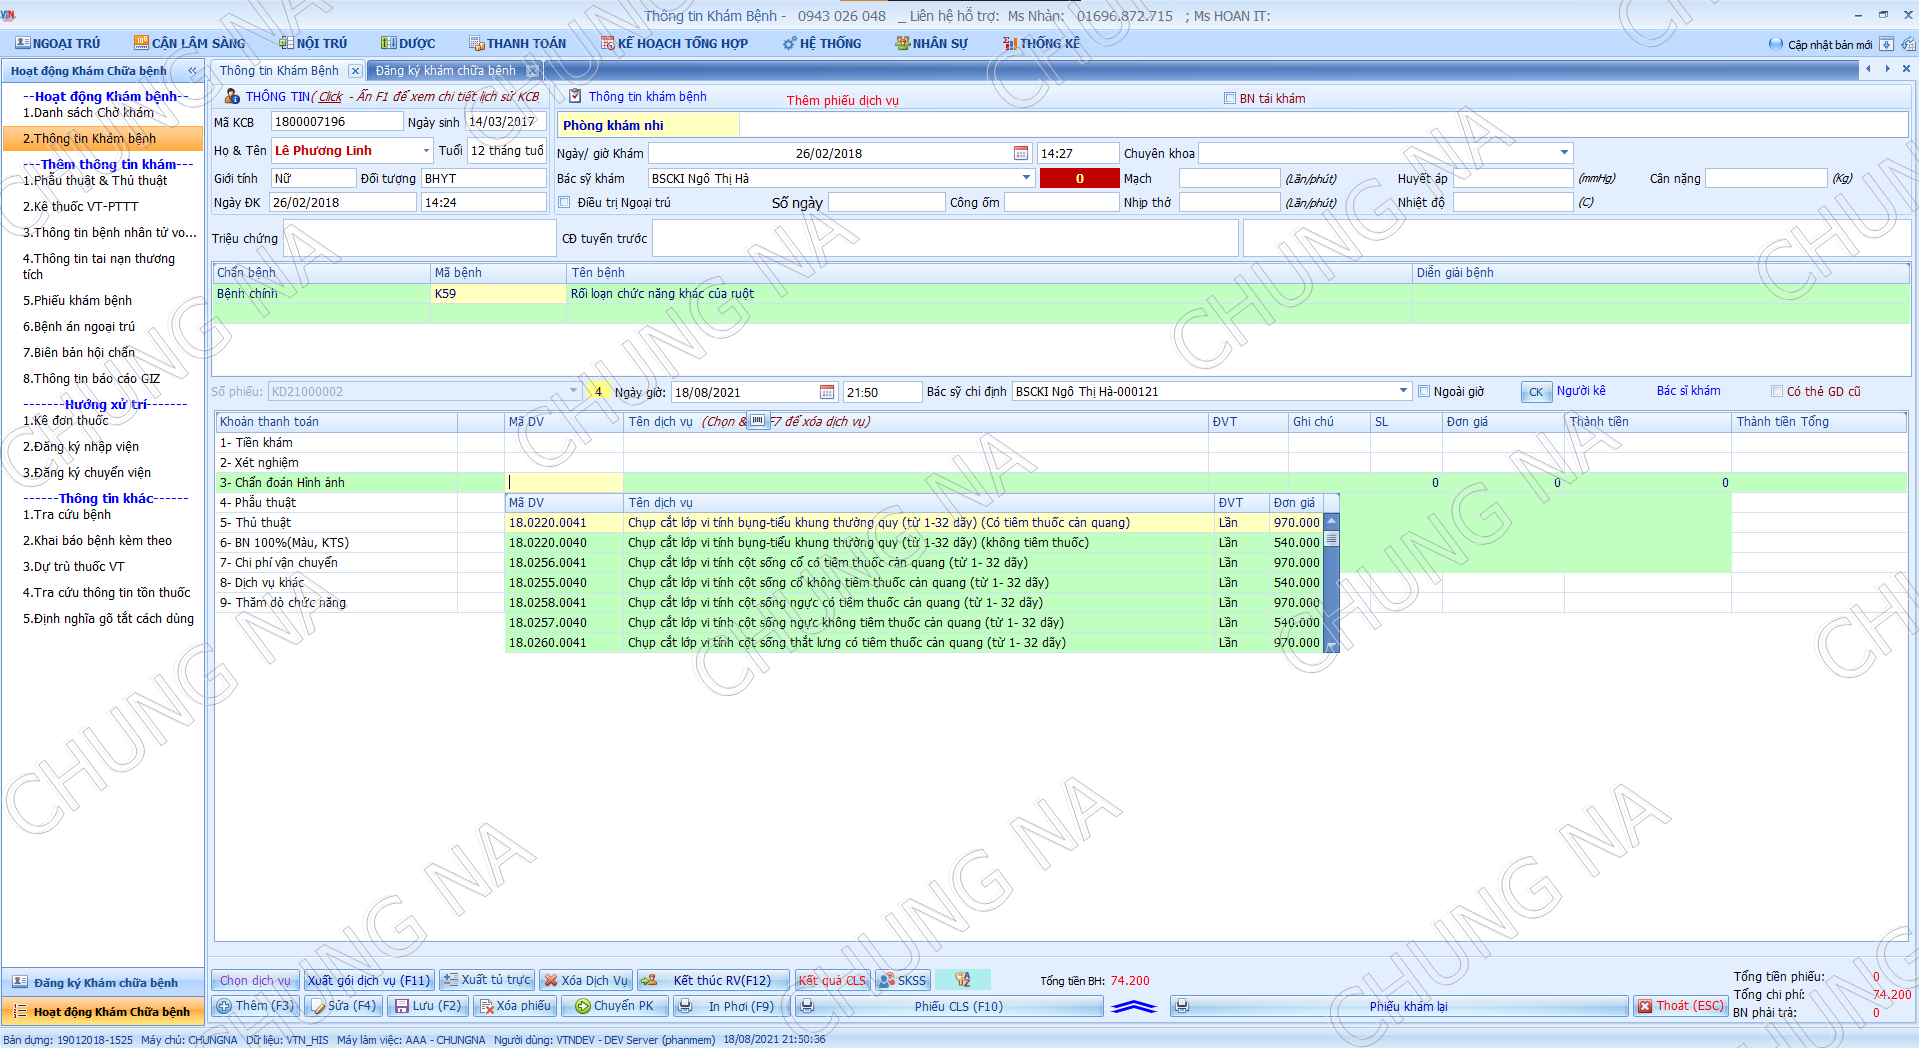 Thông tin Khám Bệnh - 0943 026 048 _ Liên hệ hỗ trợ: Ms Nhàn: 01696.872.715 ; Ms HOAN IT:
NGOẠI TRÚ CẬN LÂM SÀNG NỘI TRÚ DƯỢC THANH TOÁN KẾ HOẠCH TỔNG HỢP HỆ THỐNG NHÂN SỰ THỐNG KÊ Cập nhật bản mới
Hoạt động Khám Chữa bệnh «
--Hoạt động Khám bệnh--
1.Danh sách Chờ khám
2.Thông tin Khám bệnh
---Thêm thông tin khám---
1.Phẫu thuật & Thủ thuật
2.Kê thuốc VT-PTTT
3.Thông tin bệnh nhân tử vo...
4.Thông tin tai nạn thương
tích
5.Phiếu khám bệnh
6.Bệnh án ngoại trú
7.Biên bản hội chẩn
8.Thông tin báo cáo GIZ
-------Hướng xử trí-------
1.Kê đơn thuốc
2.Đăng ký nhập viện
3.Đăng ký chuyển viện
------Thông tin khác------
1.Tra cứu bệnh
2.Khai báo bệnh kèm theo
3.Dự trù thuốc VT
4.Tra cứu thông tin tồn thuốc
5.Định nghĩa gõ tắt cách dùng
Đăng ký Khám chữa bệnh
Hoạt động Khám Chữa bệnh
Thông tin Khám Bệnh Đăng ký khám chữa bệnh
THÔNG TIN( Click - Ấn F1 để xem chi tiết lịch sử KCB
Mã KCB 1800007196 Ngày sinh 14/03/2017
Họ & Tên Lê Phương Linh Tuổi 12 tháng tuổ
Giới tính Nữ Đối tượng BHYT
Ngày ĐK 26/02/2018 14:24
Thông tin khám bệnh Thêm phiếu dịch vụ BN tái khám
Phòng khám nhi
Ngày/ giờ Khám 26/02/2018 14:27 Chuyên khoa
Bác sỹ khám BSCKI Ngô Thị Hà 0 Mạch (Lần/phút) Huyết áp (mmHg) Cân nặng (Kg)
Điều trị Ngoại trú Số ngày Công ốm Nhịp thở (Lần/phút) Nhiệt độ (C)
Triệu chứng CĐ tuyến trước
Chẩn bệnh Mã bệnh Tên bệnh Diễn giải bệnh
Bệnh chính K59 Rối loạn chức năng khác của ruột
Số phiếu: KD21000002 4 Ngày giờ: 18/08/2021 21:50 Bác sỹ chỉ định BSCKI Ngô Thị Hà-000121 Ngoài giờ CK Người kê Bác sĩ khám Có thẻ GD cũ
Khoản thanh toán Mã DV Tên dịch vụ (Chọn & F7 để xóa dịch vụ) ĐVT Ghi chú SL Đơn giá Thành tiền Thành tiền Tổng
1- Tiền khám
2- Xét nghiệm
3- Chẩn đoán Hình ảnh 0 0 0
4- Phẫu thuật
5- Thủ thuật
6- BN 100%(Màu, KTS)
7- Chi phí vận chuyển
8- Dịch vụ khác
9- Thăm dò chức năng
Mã DV Tên dịch vụ ĐVT Đơn giá
18.0220.0041 Chụp cắt lớp vi tính bụng-tiểu khung thường quy (từ 1-32 dãy) (Có tiêm thuốc cản quang) Lần 970.000
18.0220.0040 Chụp cắt lớp vi tính bụng-tiểu khung thường quy (từ 1-32 dãy) (không tiêm thuốc) Lần 540.000
18.0256.0041 Chụp cắt lớp vi tính cột sống cổ có tiêm thuốc cản quang (từ 1- 32 dãy) Lần 970.000
18.0255.0040 Chụp cắt lớp vi tính cột sống cổ không tiêm thuốc cản quang (từ 1- 32 dãy) Lần 540.000
18.0258.0041 Chụp cắt lớp vi tính cột sống ngực có tiêm thuốc cản quang (từ 1- 32 dãy) Lần 970.000
18.0257.0040 Chụp cắt lớp vi tính cột sống ngực không tiêm thuốc cản quang (từ 1- 32 dãy) Lần 540.000
18.0260.0041 Chụp cắt lớp vi tính cột sống thắt lưng có tiêm thuốc cản quang (từ 1- 32 dãy) Lần 970.000
Chọn dịch vụ Xuất gói dịch vụ (F11) Xuất tủ trực Xóa Dịch Vụ Kết thúc RV(F12) Kết quả CLS SKSS Tổng tiền BH: 74.200
Thêm (F3) Sửa (F4) Lưu (F2) Xóa phiếu Chuyển PK In Phơi (F9) Phiếu CLS (F10) Phiếu khám lại Thoát (ESC)
Tổng tiền phiếu: 0
Tổng chi phí: 74.200
BN phải trả: 0
Bản dựng: 19012018-1525 Máy chủ: CHUNGNA Dữ liệu: VTN_HIS Máy làm việc: AAA - CHUNGNA Người dùng: VTNDEV - DEV Server (phanmem) 18/08/2021 21:50:36
CHUNG NA